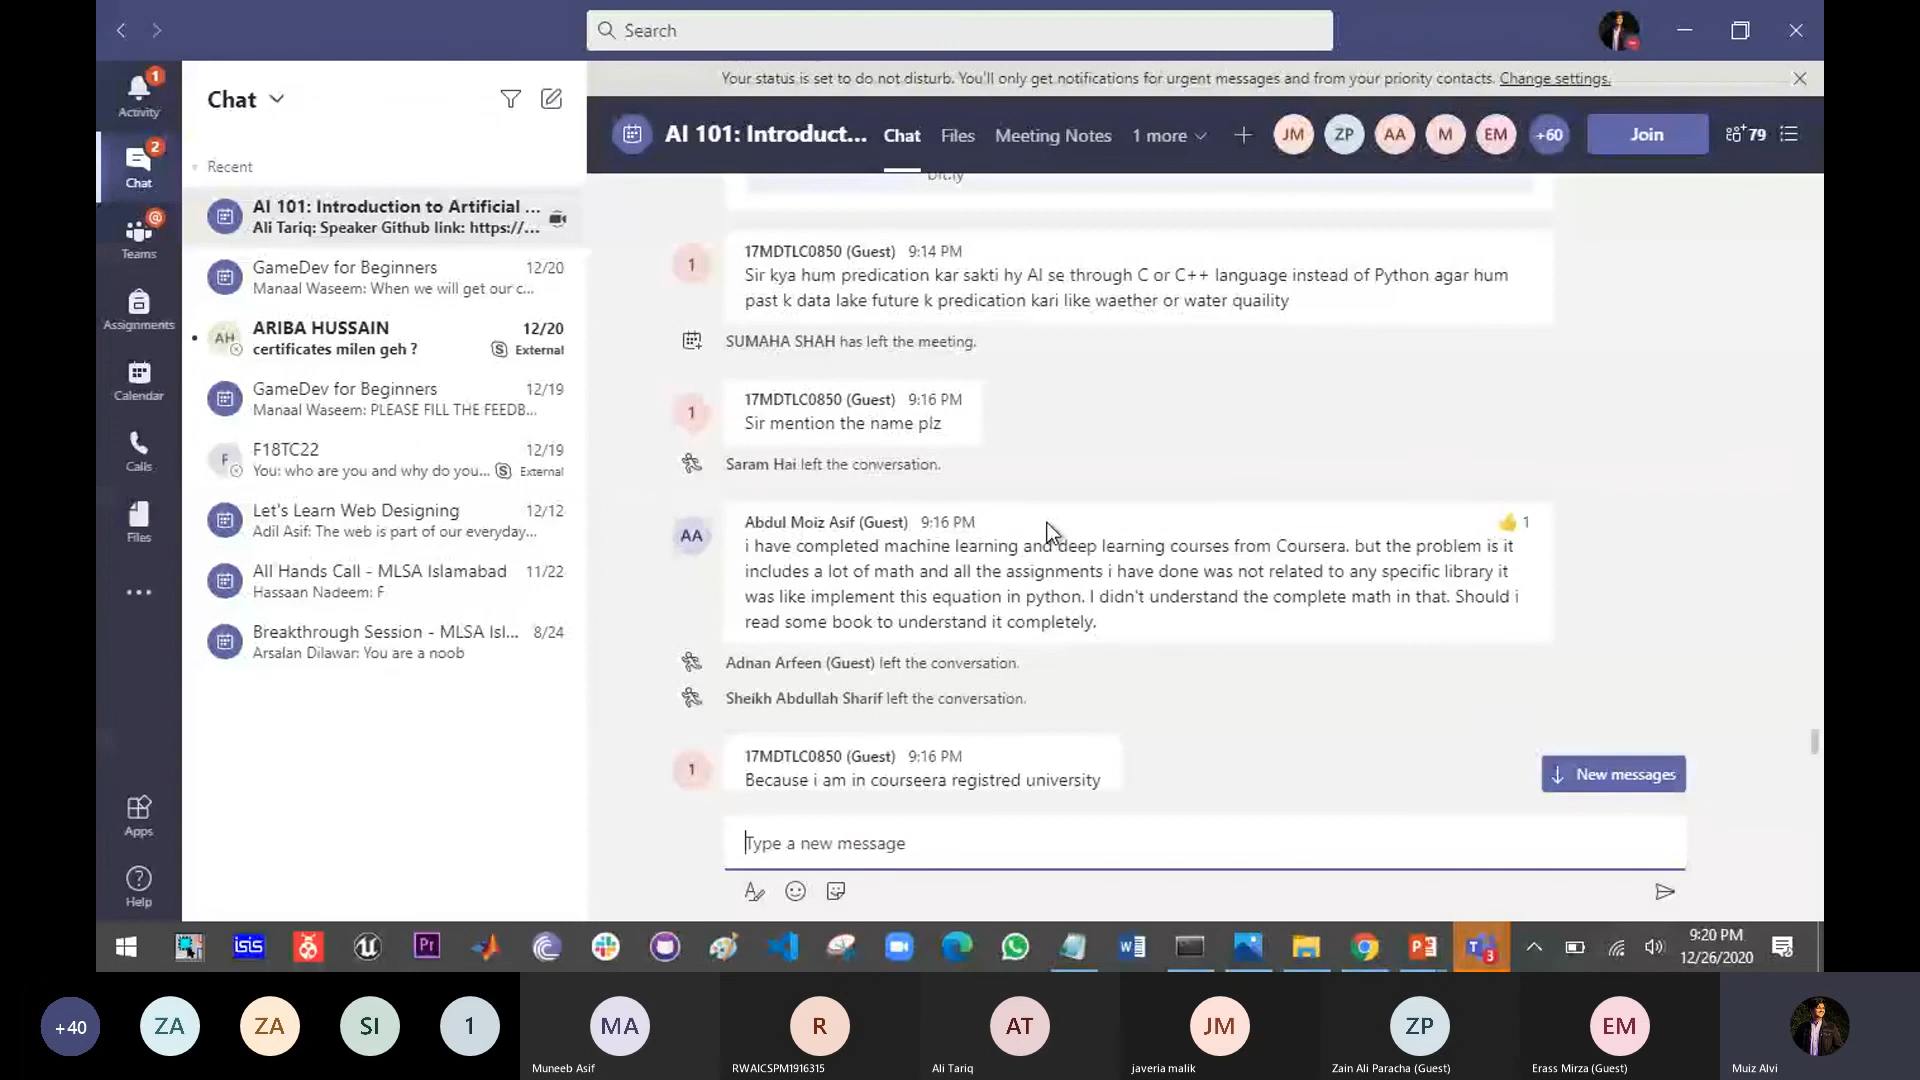 Search
Your status is set to do not disturb. You'll only get notifications for urgent messages and from your priority contacts. Change settings.
Activity
1
Chat
2
Teams
@
Assignments
Calendar
Calls
Files
Apps
Help
Chat
Recent
AI 101: Introduction to Artificial ...
Ali Tariq: Speaker Github link: https://...
GameDev for Beginners 12/20
Manaal Waseem: When we will get our c...
AH
ARIBA HUSSAIN 12/20
certificates milen geh ? External
GameDev for Beginners 12/19
Manaal Waseem: PLEASE FILL THE FEEDB...
F
F18TC22 12/19
You: who are you and why do you... External
Let's Learn Web Designing 12/12
Adil Asif: The web is part of our everyday...
All Hands Call - MLSA Islamabad 11/22
Hassaan Nadeem: F
Breakthrough Session - MLSA Isl... 8/24
Arsalan Dilawar: You are a noob
AI 101: Introduct... Chat Files Meeting Notes 1 more JM ZP AA M EM +60 Join 79
bit.ly
1
17MDTLC0850 (Guest) 9:14 PM
Sir kya hum predication kar sakti hy AI se through C or C++ language instead of Python agar hum
past k data lake future k predication kari like waether or water quaility
SUMAHA SHAH has left the meeting.
1
17MDTLC0850 (Guest) 9:16 PM
Sir mention the name plz
Saram Hai left the conversation.
AA
Abdul Moiz Asif (Guest) 9:16 PM 1
i have completed machine learning and deep learning courses from Coursera. but the problem is it
includes a lot of math and all the assignments i have done was not related to any specific library it
was like implement this equation in python. I didn't understand the complete math in that. Should i
read some book to understand it completely.
Adnan Arfeen (Guest) left the conversation.
Sheikh Abdullah Sharif left the conversation.
1
17MDTLC0850 (Guest) 9:16 PM
Because i am in courseera registred university
New messages
Type a new message
isis
Pr
3
9:20 PM
12/26/2020
+40 ZA ZA SI 1 MA R AT JM ZP EM
Muneeb Asif RWAICSPM1916315 Ali Tariq javeria malik Zain Ali Paracha (Guest) Erass Mirza (Guest) Muiz Alvi